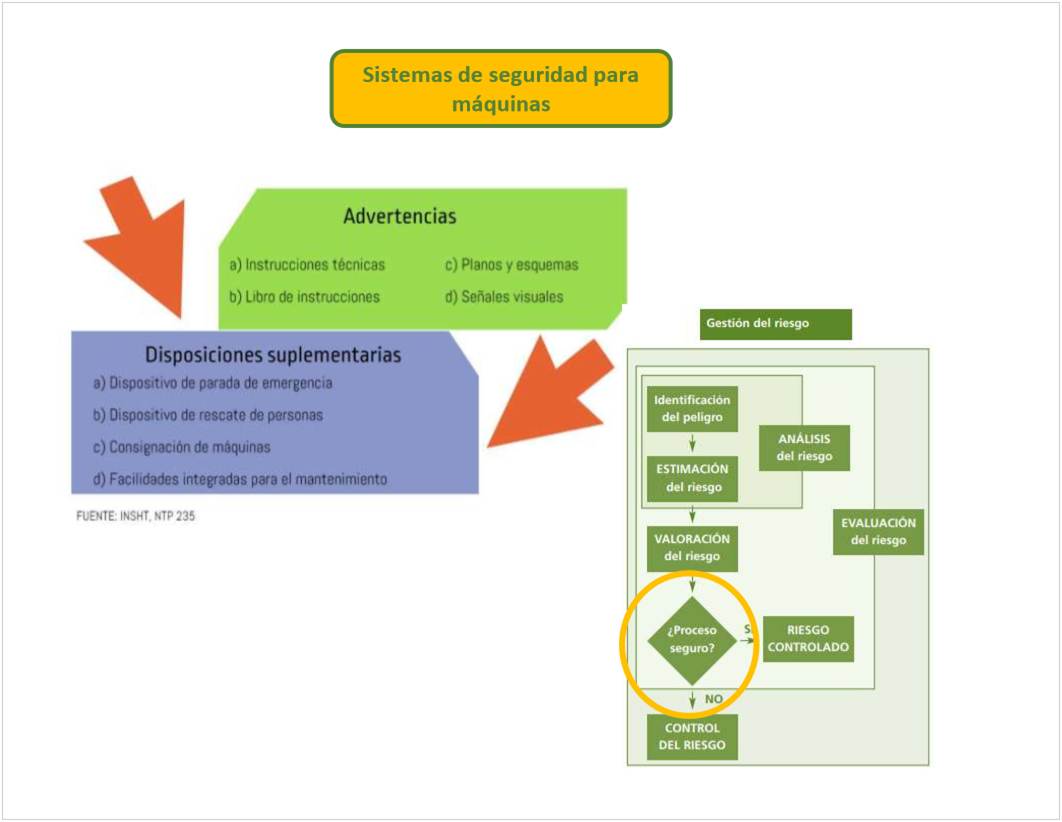 Sistemas de seguridad para
máquinas
Advertencias
a) Instrucciones técnicas
c) Planos y esquemas
b) Libro de instrucciones
d) Señales visuales
Disposiciones suplementarias
a) Dispositivo de parada de emergencia
b) Dispositivo de rescate de personas
c) Consignación de máquinas
d) Facilidades integradas para el mantenimiento
FUENTE: INSHT, NTP 235
Gestión del riesgo
Identificación
del peligro
ANÁLISIS
del riesgo
ESTIMACIÓN
del riesgo
EVALUACIÓN
del riesgo
VALORACIÓN
del riesgo
¿Proceso
seguro?
RIESGO
CONTROLADO
NO
CONTROL
DEL RIESGO